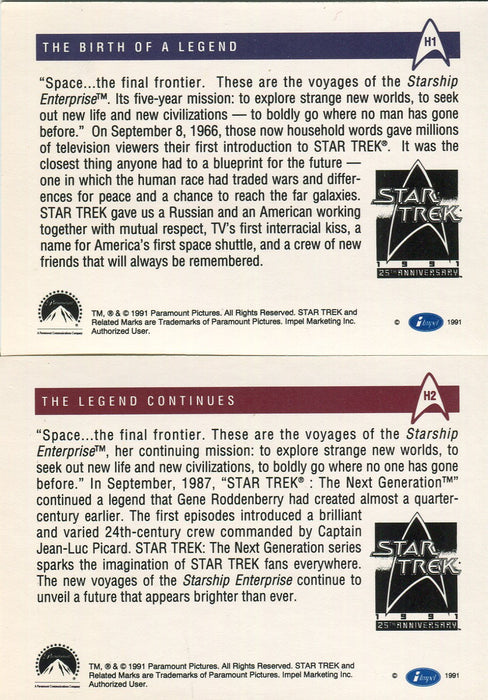 THE BIRTH OF A LEGEND
H1
“Space...the final frontier. These are the voyages of the Starship
Enterprise™. Its five-year mission: to explore strange new worlds, to seek
out new life and new civilizations — to boldly go where no man has gone
before.” On September 8, 1966, those now household words gave millions
of television viewers their first introduction to STAR TREK®. It was the
closest thing anyone had to a blueprint for the future —
one in which the human race had traded wars and differ-
ences for peace and a chance to reach the far galaxies.
STAR TREK gave us a Russian and an American working
together with mutual respect, TV’s first interracial kiss, a
name for America’s first space shuttle, and a crew of new
friends that will always be remembered.
STAR
TREK
1991
25TH ANNIVERSARY
Paramount
A Paramount Communications Company
TM, ® & © 1991 Paramount Pictures. All Rights Reserved. STAR TREK and
Related Marks are Trademarks of Paramount Pictures. Impel Marketing Inc.
Authorized User.
© impel 1991
THE LEGEND CONTINUES
H2
“Space...the final frontier. These are the voyages of the Starship
Enterprise™, her continuing mission: to explore strange new worlds, to
seek out new life and new civilizations, to boldly go where no one has gone
before.” In September, 1987, “STAR TREK® : The Next Generation™”
continued a legend that Gene Roddenberry had created almost a quarter-
century earlier. The first episodes introduced a brilliant
and varied 24th-century crew commanded by Captain
Jean-Luc Picard. STAR TREK: The Next Generation series
sparks the imagination of STAR TREK fans everywhere.
The new voyages of the Starship Enterprise continue to
unveil a future that appears brighter than ever.
STAR
TREK
1991
25TH ANNIVERSARY
Paramount
A Paramount Communications Company
TM, ® & © 1991 Paramount Pictures. All Rights Reserved. STAR TREK and
Related Marks are Trademarks of Paramount Pictures. Impel Marketing Inc.
Authorized User.
© impel 1991